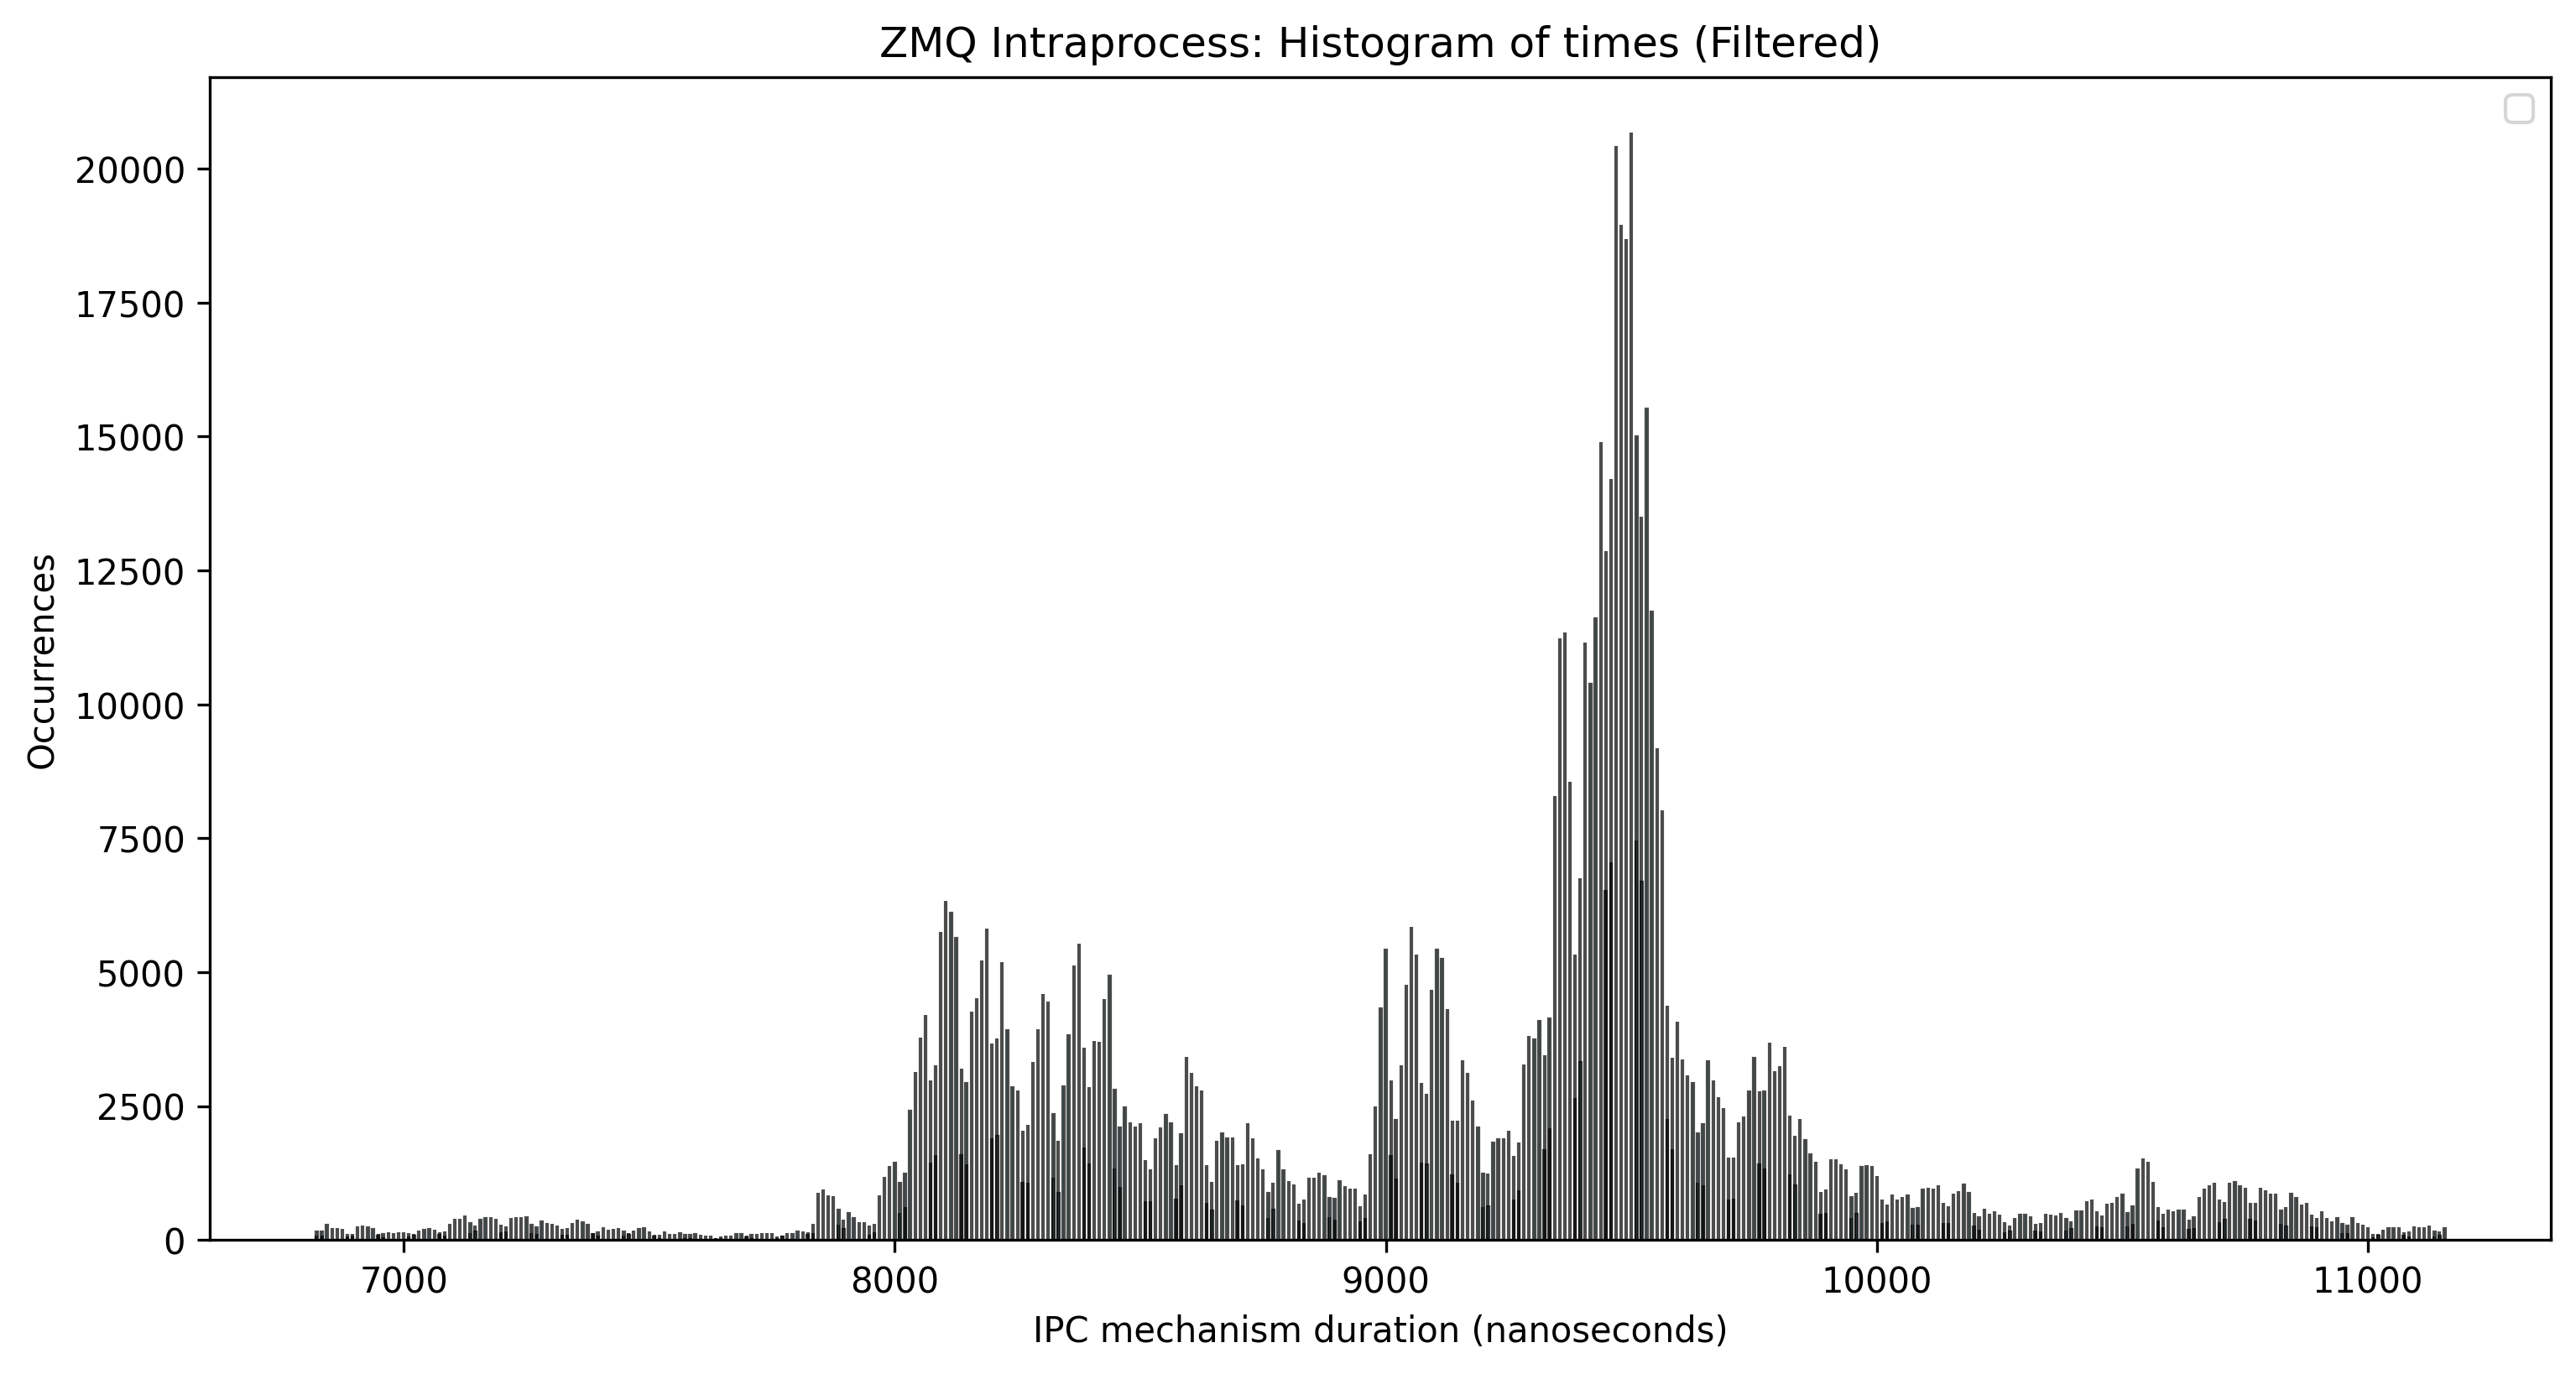 ZMQ Intraprocess: Histogram of times (Filtered)
20000
17500
15000
12500
10000
7500
5000
2500
0
Occurrences
7000 8000 9000 10000 11000
IPC mechanism duration (nanoseconds)